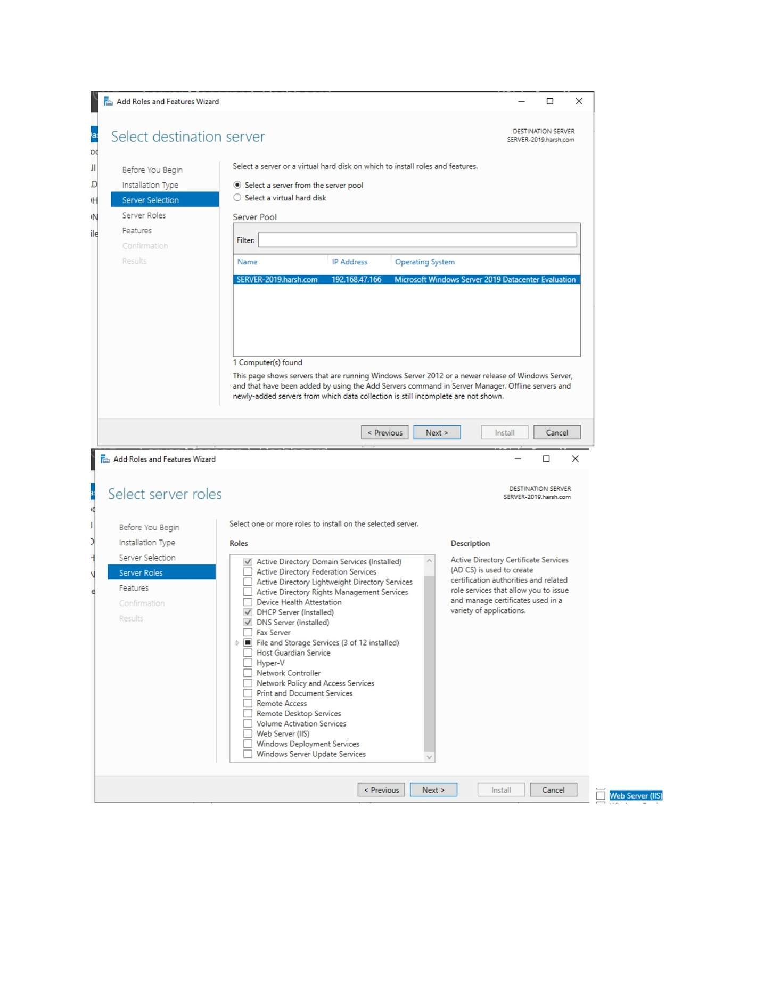 Add Roles and Features Wizard
Select destination server
DESTINATION SERVER
SERVER-2019.harsh.com
Before You Begin
Installation Type
Server Selection
Server Roles
Features
Confirmation
Results
Select a server or a virtual hard disk on which to install roles and features.
Select a server from the server pool
Select a virtual hard disk
Server Pool
Filter:
Name IP Address Operating System
SERVER-2019.harsh.com 192.168.47.166 Microsoft Windows Server 2019 Datacenter Evaluation
1 Computer(s) found
This page shows servers that are running Windows Server 2012 or a newer release of Windows Server,
and that have been added by using the Add Servers command in Server Manager. Offline servers and
newly-added servers from which data collection is still incomplete are not shown.
< Previous Next > Install Cancel
Add Roles and Features Wizard
Select server roles
DESTINATION SERVER
SERVER-2019.harsh.com
Before You Begin
Installation Type
Server Selection
Server Roles
Features
Confirmation
Results
Select one or more roles to install on the selected server.
Roles
Active Directory Domain Services (Installed)
Active Directory Federation Services
Active Directory Lightweight Directory Services
Active Directory Rights Management Services
Device Health Attestation
DHCP Server (Installed)
DNS Server (Installed)
Fax Server
File and Storage Services (3 of 12 installed)
Host Guardian Service
Hyper-V
Network Controller
Network Policy and Access Services
Print and Document Services
Remote Access
Remote Desktop Services
Volume Activation Services
Web Server (IIS)
Windows Deployment Services
Windows Server Update Services
Description
Active Directory Certificate Services
(AD CS) is used to create
certification authorities and related
role services that allow you to issue
and manage certificates used in a
variety of applications.
< Previous Next > Install Cancel
Web Server (IIS)